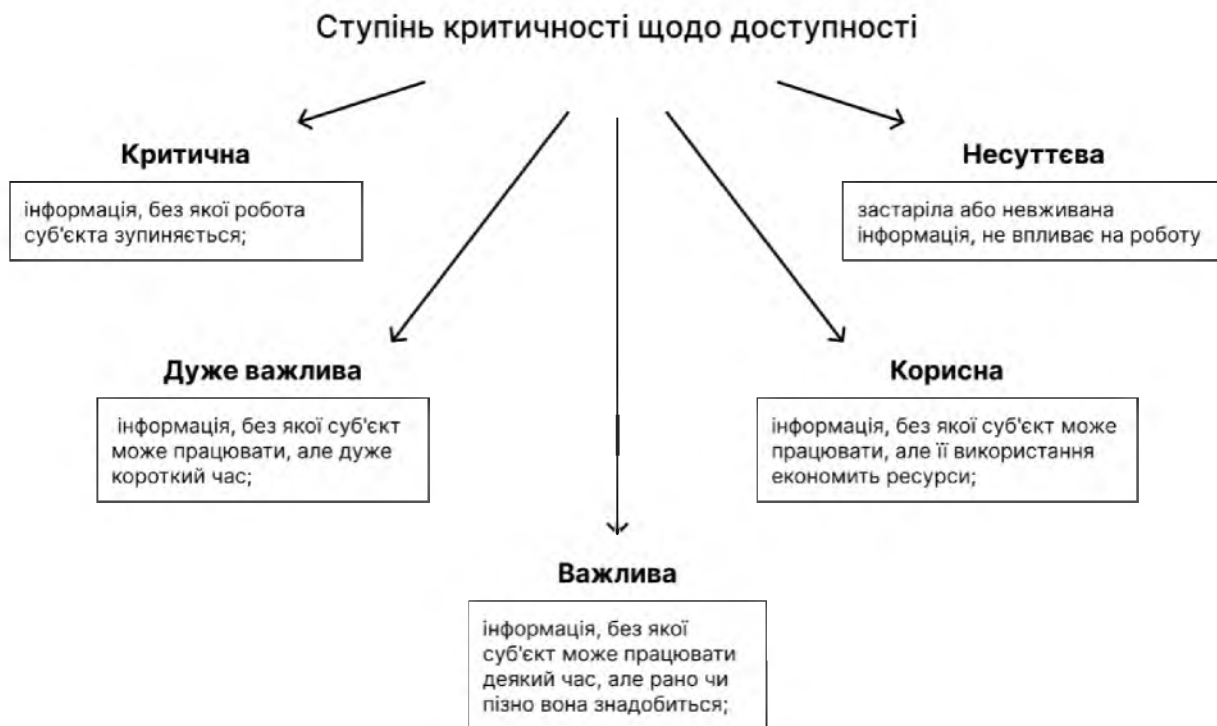 Ступінь критичності щодо доступності
Критична
інформація, без якої робота
суб'єкта зупиняється;
Дуже важлива
інформація, без якої суб'єкт
може працювати, але дуже
короткий час;
Важлива
інформація, без якої
суб'єкт може працювати
деякий час, але рано чи
пізно вона знадобиться;
Корисна
інформація, без якої суб'єкт може
працювати, але її використання
економить ресурси;
Несуттєва
застаріла або невживана
інформація, не впливає на роботу